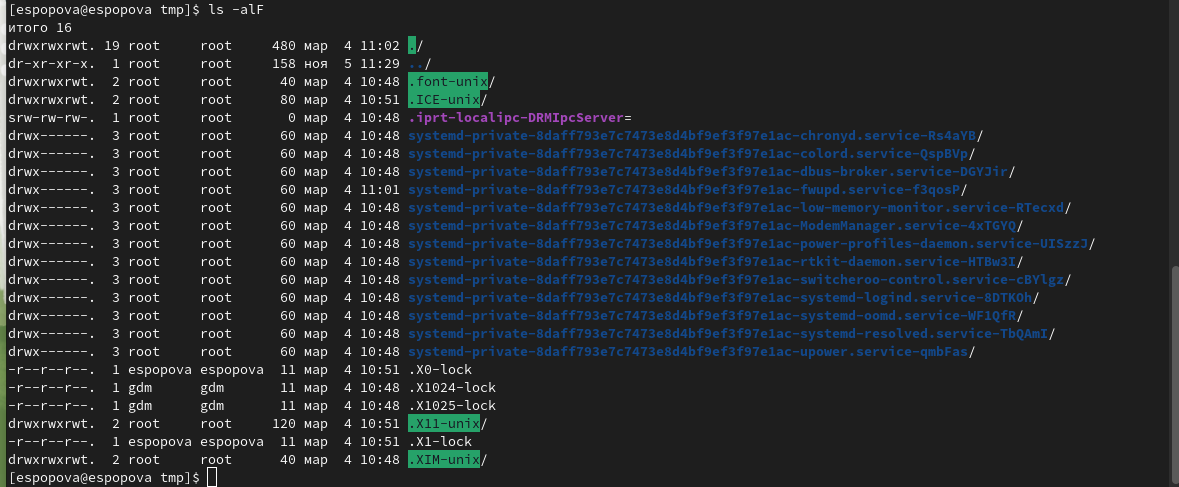 [espopova@espopova tmp]$ ls -alF
итого 16
drwxrwxrwt. 19 root     root     480 мар  4 11:02 ./
dr-xr-xr-x.  1 root     root     158 ноя  5 11:29 ../
drwxrwxrwt.  2 root     root      40 мар  4 10:48 .font-unix/
drwxrwxrwt.  2 root     root      80 мар  4 10:51 .ICE-unix/
srw-rw-rw-.  1 root     root       0 мар  4 10:48 .iprt-localipc-DRMIpcServer=
drwx------.  3 root     root      60 мар  4 10:48 systemd-private-8daff793e7c7473e8d4bf9ef3f97e1ac-chronyd.service-Rs4aYB/
drwx------.  3 root     root      60 мар  4 10:48 systemd-private-8daff793e7c7473e8d4bf9ef3f97e1ac-colord.service-QspBVp/
drwx------.  3 root     root      60 мар  4 10:48 systemd-private-8daff793e7c7473e8d4bf9ef3f97e1ac-dbus-broker.service-DGYJir/
drwx------.  3 root     root      60 мар  4 11:01 systemd-private-8daff793e7c7473e8d4bf9ef3f97e1ac-fwupd.service-f3qosP/
drwx------.  3 root     root      60 мар  4 10:48 systemd-private-8daff793e7c7473e8d4bf9ef3f97e1ac-low-memory-monitor.service-RTecxd/
drwx------.  3 root     root      60 мар  4 10:48 systemd-private-8daff793e7c7473e8d4bf9ef3f97e1ac-ModemManager.service-4xTGYQ/
drwx------.  3 root     root      60 мар  4 10:48 systemd-private-8daff793e7c7473e8d4bf9ef3f97e1ac-power-profiles-daemon.service-UISzzJ/
drwx------.  3 root     root      60 мар  4 10:48 systemd-private-8daff793e7c7473e8d4bf9ef3f97e1ac-rtkit-daemon.service-HTBw3I/
drwx------.  3 root     root      60 мар  4 10:48 systemd-private-8daff793e7c7473e8d4bf9ef3f97e1ac-switcheroo-control.service-cBYlgz/
drwx------.  3 root     root      60 мар  4 10:48 systemd-private-8daff793e7c7473e8d4bf9ef3f97e1ac-systemd-logind.service-8DTKOh/
drwx------.  3 root     root      60 мар  4 10:48 systemd-private-8daff793e7c7473e8d4bf9ef3f97e1ac-systemd-oomd.service-WF1QfR/
drwx------.  3 root     root      60 мар  4 10:48 systemd-private-8daff793e7c7473e8d4bf9ef3f97e1ac-systemd-resolved.service-TbQAmI/
drwx------.  3 root     root      60 мар  4 10:48 systemd-private-8daff793e7c7473e8d4bf9ef3f97e1ac-upower.service-qmbFas/
-r--r--r--.  1 espopova espopova  11 мар  4 10:51 .X0-lock
-r--r--r--.  1 gdm      gdm       11 мар  4 10:48 .X1024-lock
-r--r--r--.  1 gdm      gdm       11 мар  4 10:48 .X1025-lock
drwxrwxrwt.  2 root     root     120 мар  4 10:51 .X11-unix/
-r--r--r--.  1 espopova espopova  11 мар  4 10:51 .X1-lock
drwxrwxrwt.  2 root     root      40 мар  4 10:48 .XIM-unix/
[espopova@espopova tmp]$